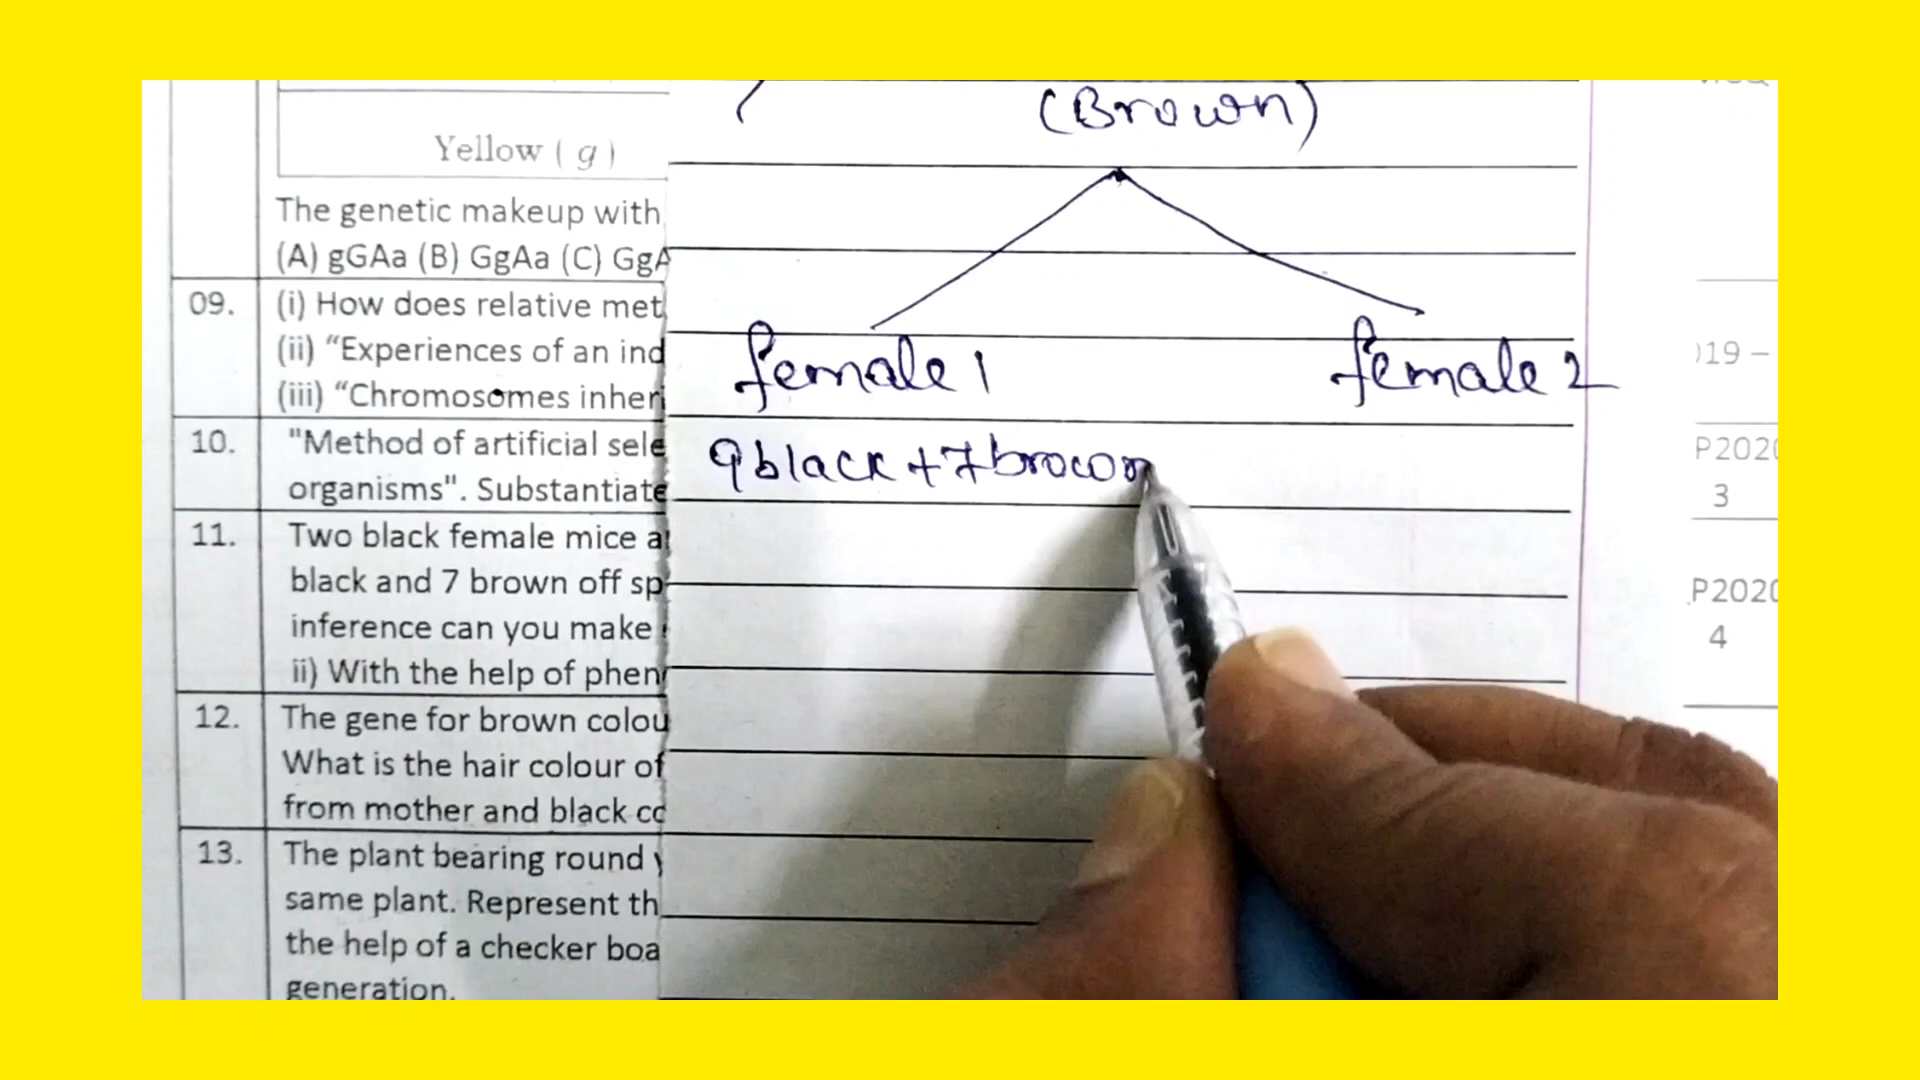 Yellow ( g )
The genetic makeup with
(A) gGAa (B) GgAa (C) GgA
09. (i) How does relative met
(ii) “Experiences of an ind
(iii) “Chromosomes inheri
10. "Method of artificial sele
organisms". Substantiate
11. Two black female mice a
black and 7 brown off sp
inference can you make
ii) With the help of phen
12. The gene for brown colou
What is the hair colour of
from mother and black co
13. The plant bearing round y
same plant. Represent th
the help of a checker boa
generation.
(Brown)
female 1 female 2
9 black + 7 brown
019 –
P2020
3
P2020
4